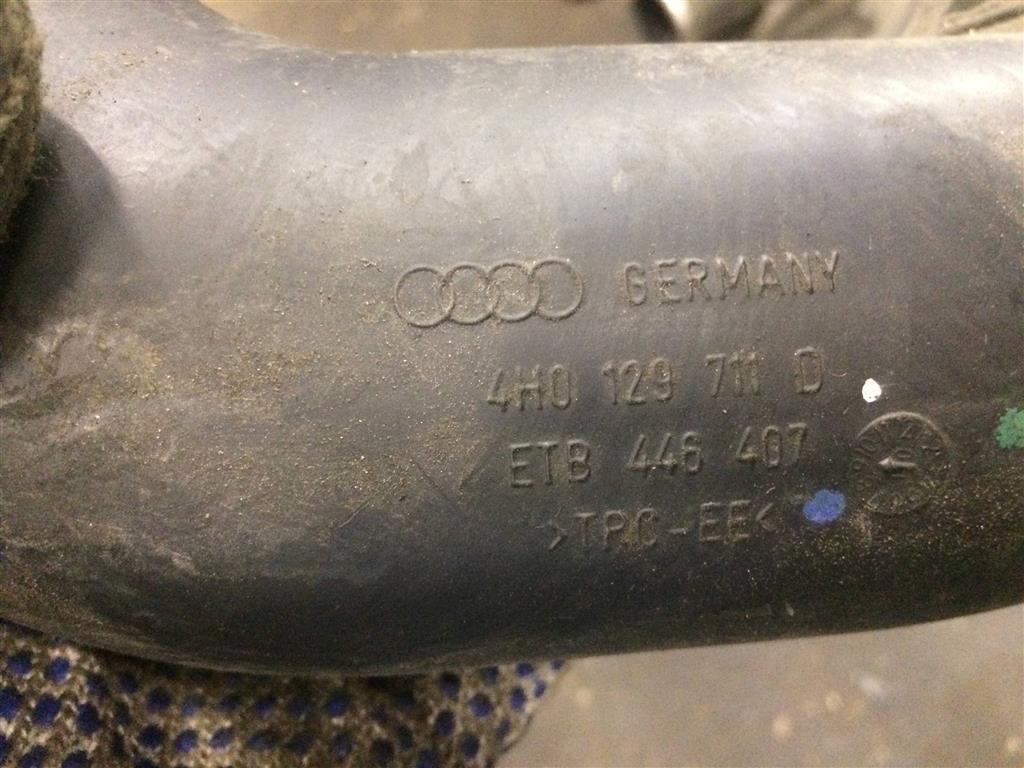 GERMANY
4H0 129 711 D
ETB 446 407
>TPC-EE<